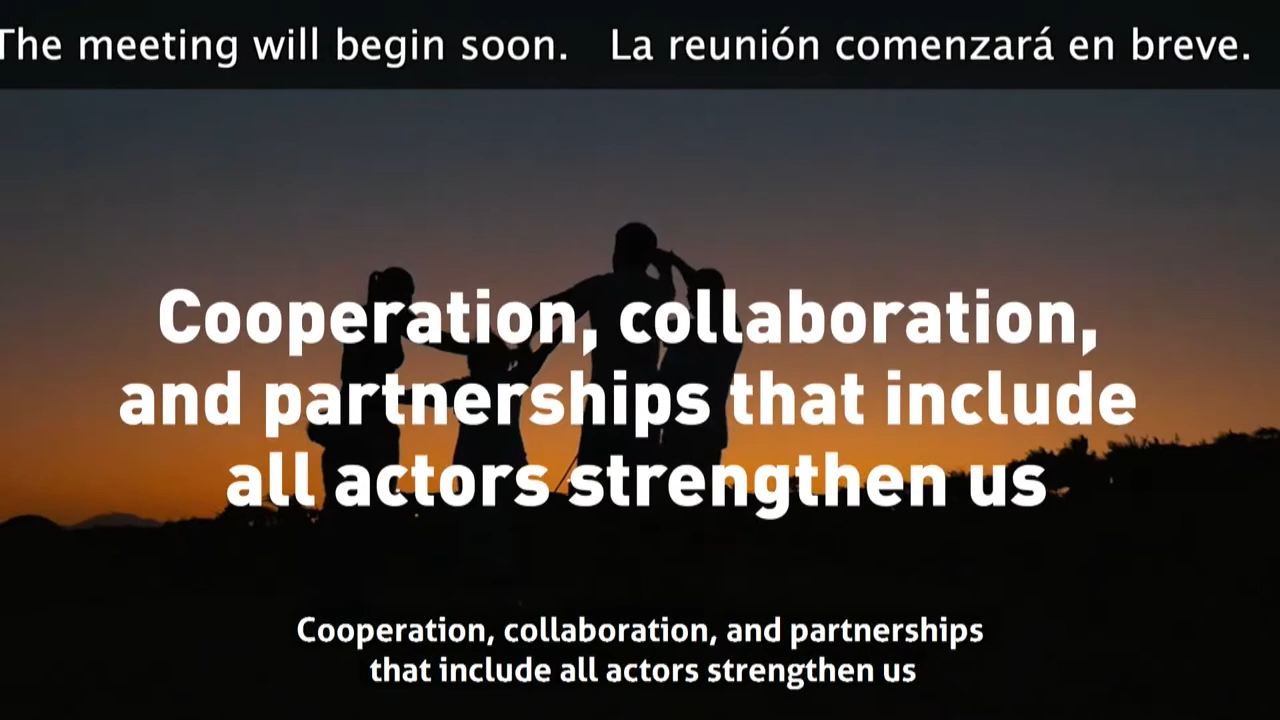 The meeting will begin soon. La reunión comenzará en breve.
Cooperation, collaboration,
and partnerships that include
all actors strengthen us
Cooperation, collaboration, and partnerships
that include all actors strengthen us